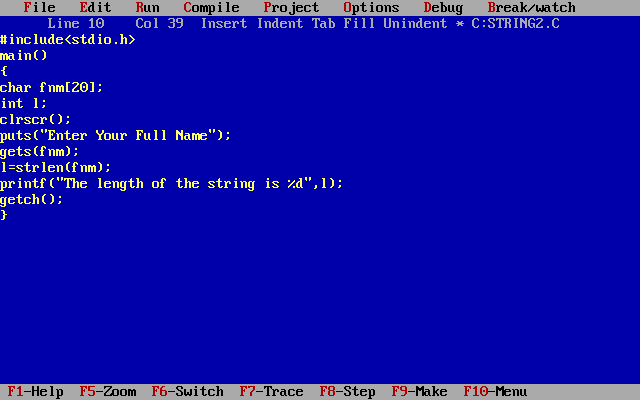 File Edit Run Compile Project Options Debug Break/watch
Line 10 Col 39 Insert Indent Tab Fill Unindent * C:STRING2.C
#include<stdio.h>
main()
{
char fnm[20];
int l;
clrscr();
puts("Enter Your Full Name");
gets(fnm);
l=strlen(fnm);
printf("The length of the string is %d",l);
getch();
}
F1-Help F5-Zoom F6-Switch F7-Trace F8-Step F9-Make F10-Menu